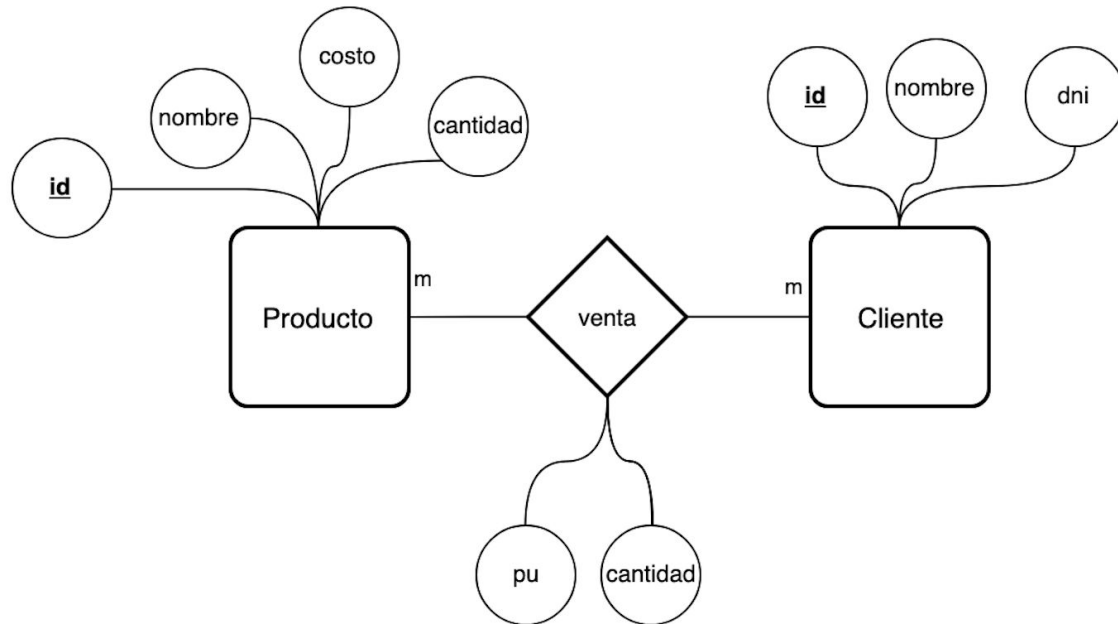 costo
nombre
cantidad
id
id
nombre
dni
Producto
m
venta
m
Cliente
pu
cantidad